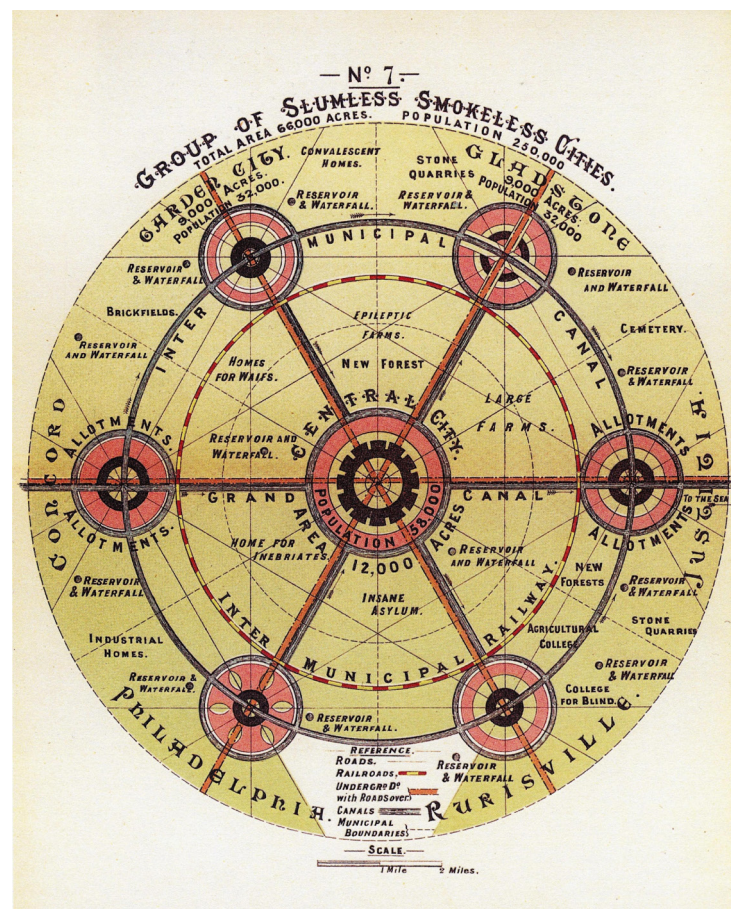 — No 7. —
GROUP OF SLUMLESS SMOKELESS CITIES.
TOTAL AREA 66,000 ACRES. POPULATION 250,000
GARDEN CITY.
9,000 ACRES.
POPULATION 32,000.
CONVALESCENT
HOMES.
STONE
QUARRIES
GLADSTONE
9,000 ACRES.
POPULATION
32,000
RESERVOIR
& WATERFALL.
RESERVOIR &
WATERFALL.
INTER MUNICIPAL CANAL
RESERVOIR
& WATERFALL
RESERVOIR
AND WATERFALL
BRICKFIELDS.
EPILEPTIC
FARMS.
CEMETERY.
RESERVOIR
AND WATERFALL
HOMES
FOR WAIFS.
NEW FOREST
RESERVOIR
& WATERFALL
LARGE
FARMS.
CONCORD
ALLOTMENTS.
ALLOTMENTS.
RESERVOIR AND
WATERFALL.
CENTRAL CITY.
POPULATION 58,000
AREA 12,000 ACRES
ALLOTMENTS
ALLOTMENTS
JUSTITIA.
GRAND CANAL
TO THE SEA
HOME FOR
INEBRIATES.
RESERVOIR
AND WATERFALL
NEW
FORESTS
RESERVOIR
& WATERFALL
RESERVOIR
& WATERFALL
INSANE
ASYLUM.
INTER MUNICIPAL RAILWAY.
STONE
QUARRIES
INDUSTRIAL
HOMES.
AGRICULTURAL
COLLEGE
RESERVOIR
& WATERFALL
RESERVOIR &
WATERFALL
COLLEGE
FOR BLIND.
RESERVOIR
& WATERFALL.
PHILADELPHIA.
RURISVILLE.
RESERVOIR
& WATERFALL
REFERENCE.
ROADS.
RAILROADS.
UNDERGRD Do
WITH ROADS OVER
CANALS
MUNICIPAL
BOUNDARIES
— SCALE. —
1 Mile 2 Miles.